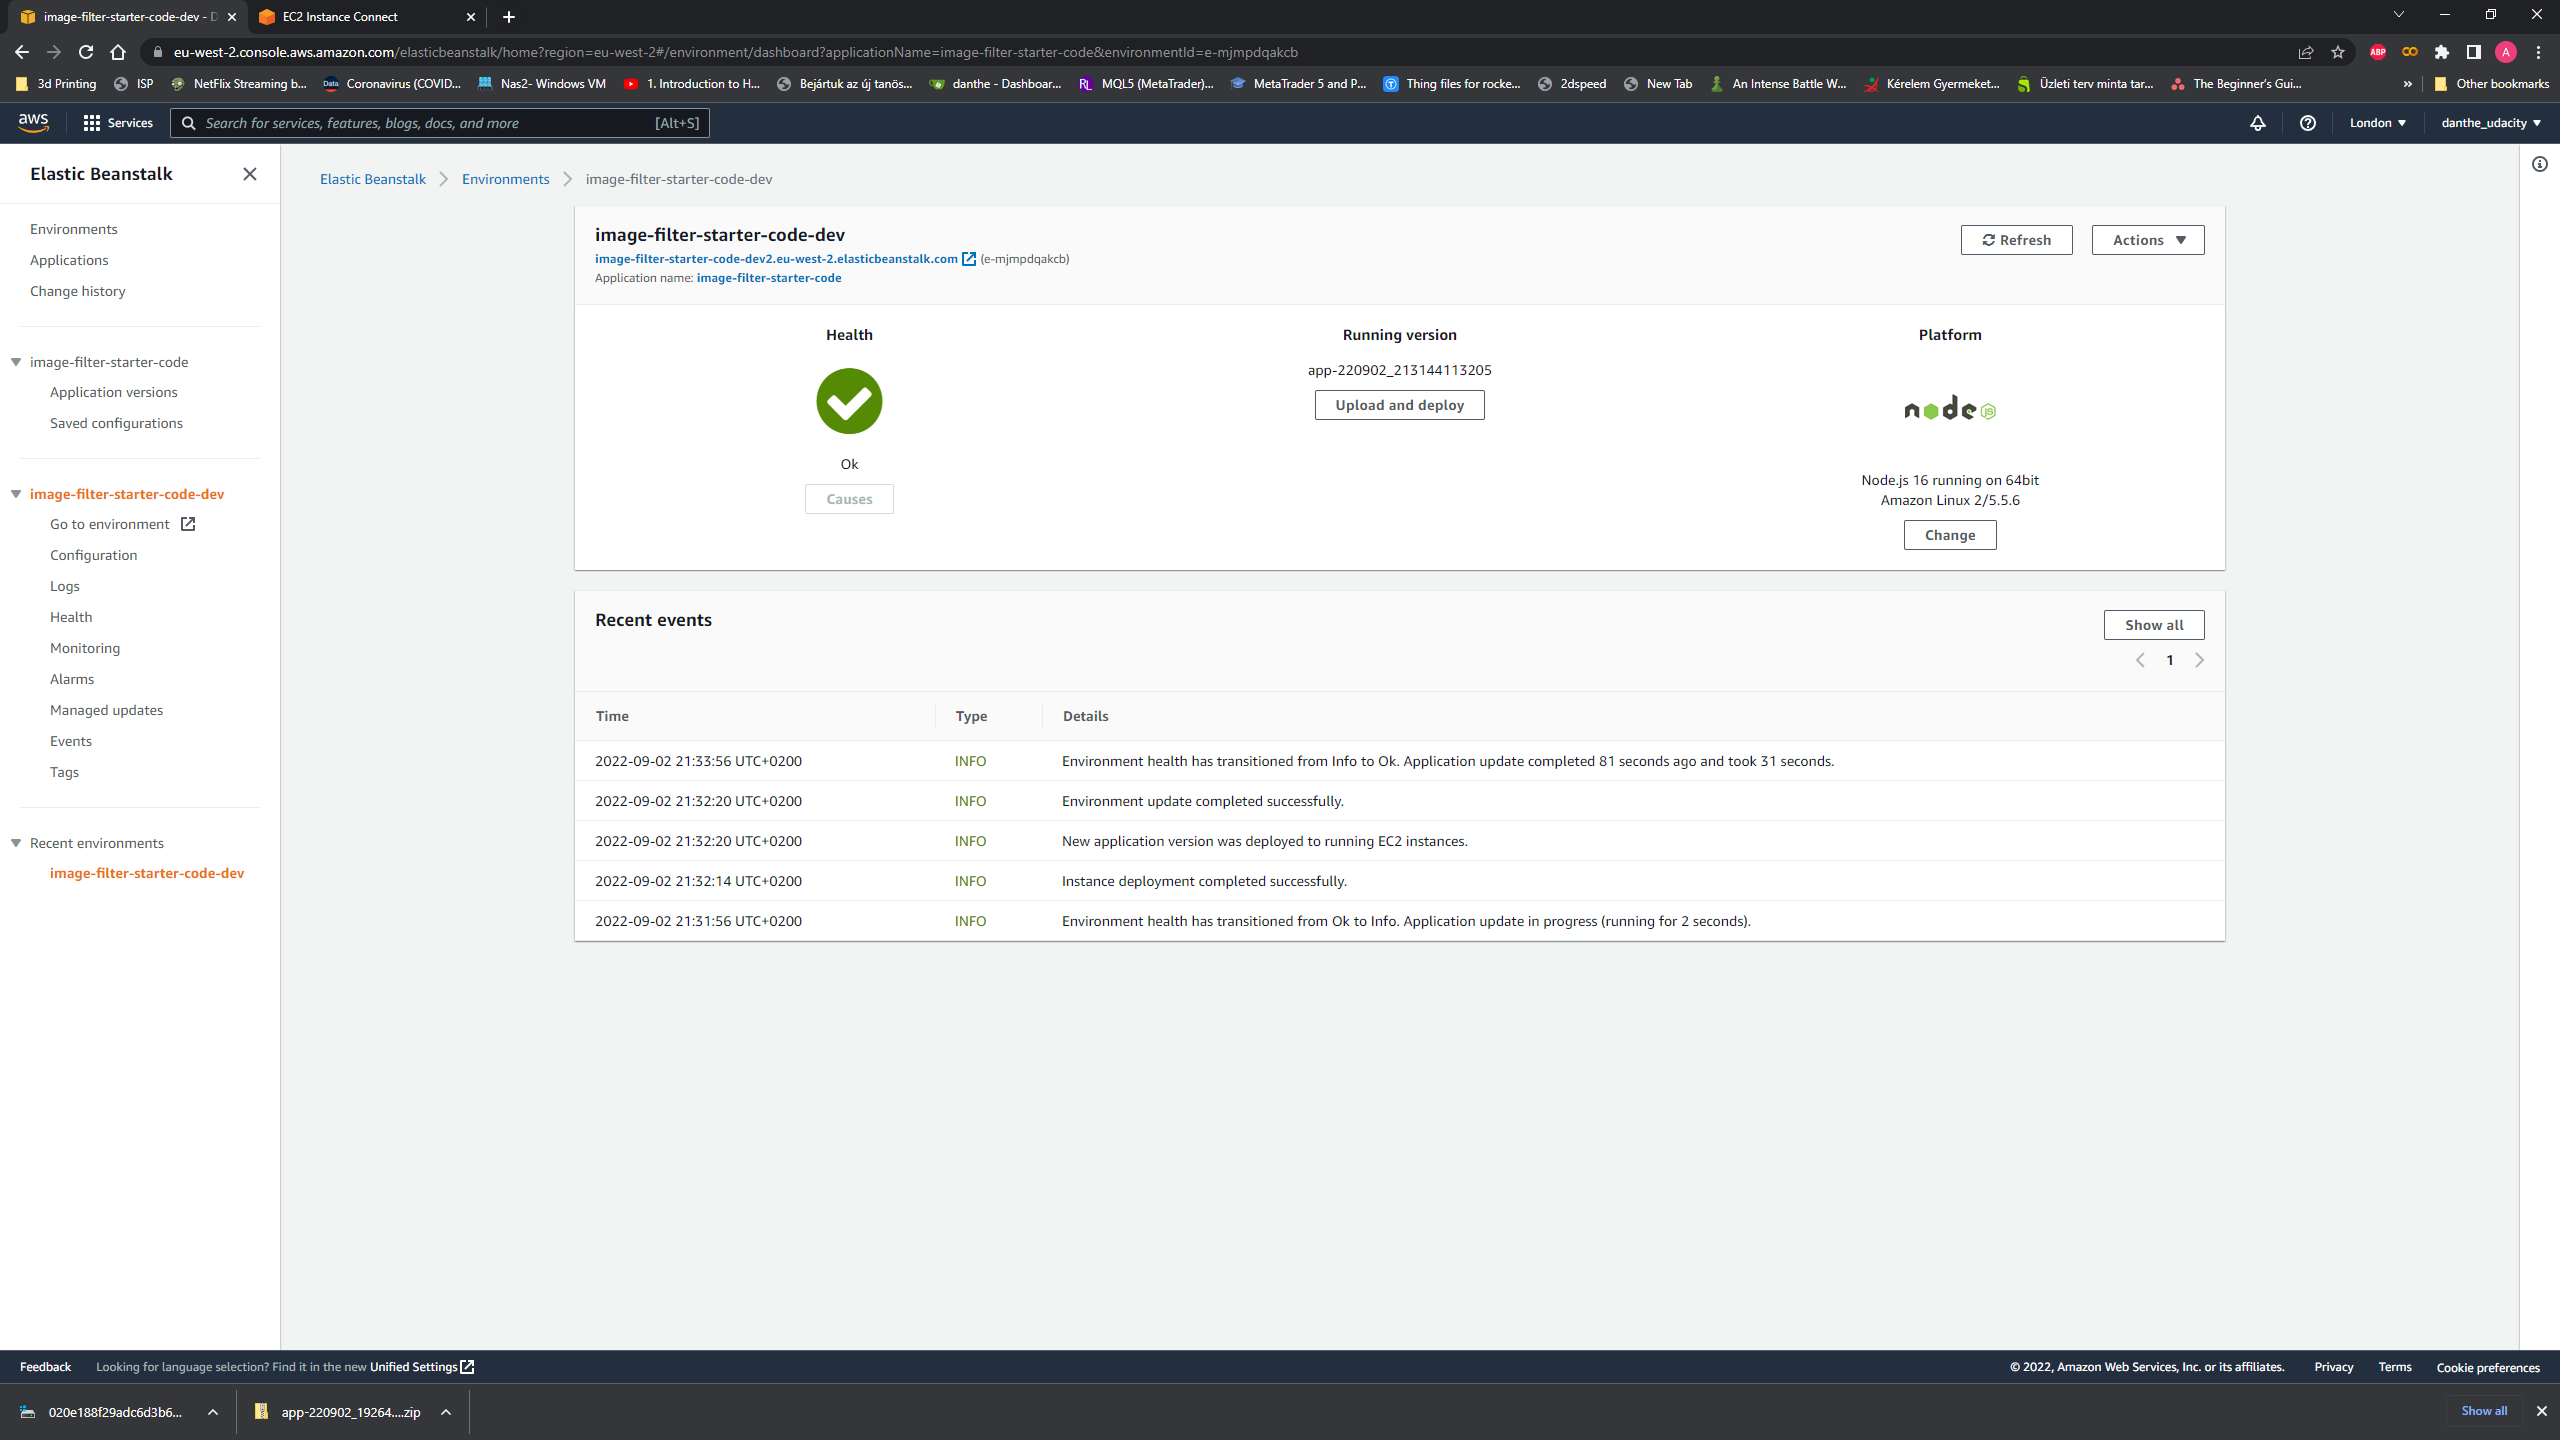 image-filter-starter-code-dev - D
EC2 Instance Connect
eu-west-2.console.aws.amazon.com/elasticbeanstalk/home?region=eu-west-2#/environment/dashboard?applicationName=image-filter-starter-code&environmentId=e-mjmpdqakcb
ABP
A
3d Printing
ISP
NetFlix Streaming b...
Data
Coronavirus (COVID...
Nas2- Windows VM
1. Introduction to H...
Bejártuk az új tanös...
danthe - Dashboar...
MQL5 (MetaTrader)...
MetaTrader 5 and P...
Thing files for rocke...
2dspeed
New Tab
An Intense Battle W...
Kérelem Gyermeket...
Üzleti terv minta tar...
The Beginner's Gui...
»
Other bookmarks
aws
Services
Search for services, features, blogs, docs, and more
[Alt+S]
London
danthe_udacity
Elastic Beanstalk
Environments
Applications
Change history
image-filter-starter-code
Application versions
Saved configurations
image-filter-starter-code-dev
Go to environment
Configuration
Logs
Health
Monitoring
Alarms
Managed updates
Events
Tags
Recent environments
image-filter-starter-code-dev
Elastic Beanstalk
Environments
image-filter-starter-code-dev
image-filter-starter-code-dev
image-filter-starter-code-dev2.eu-west-2.elasticbeanstalk.com (e-mjmpdqakcb)
Application name: image-filter-starter-code
Refresh
Actions
Health
Ok
Causes
Running version
app-220902_213144113205
Upload and deploy
Platform
node
JS
Node.js 16 running on 64bit
Amazon Linux 2/5.5.6
Change
Recent events
Show all
1
Time Type Details
2022-09-02 21:33:56 UTC+0200 INFO Environment health has transitioned from Info to Ok. Application update completed 81 seconds ago and took 31 seconds.
2022-09-02 21:32:20 UTC+0200 INFO Environment update completed successfully.
2022-09-02 21:32:20 UTC+0200 INFO New application version was deployed to running EC2 instances.
2022-09-02 21:32:14 UTC+0200 INFO Instance deployment completed successfully.
2022-09-02 21:31:56 UTC+0200 INFO Environment health has transitioned from Ok to Info. Application update in progress (running for 2 seconds).
Feedback
Looking for language selection? Find it in the new Unified Settings
© 2022, Amazon Web Services, Inc. or its affiliates.
Privacy
Terms
Cookie preferences
020e188f29adc6d3b6...
app-220902_19264....zip
Show all